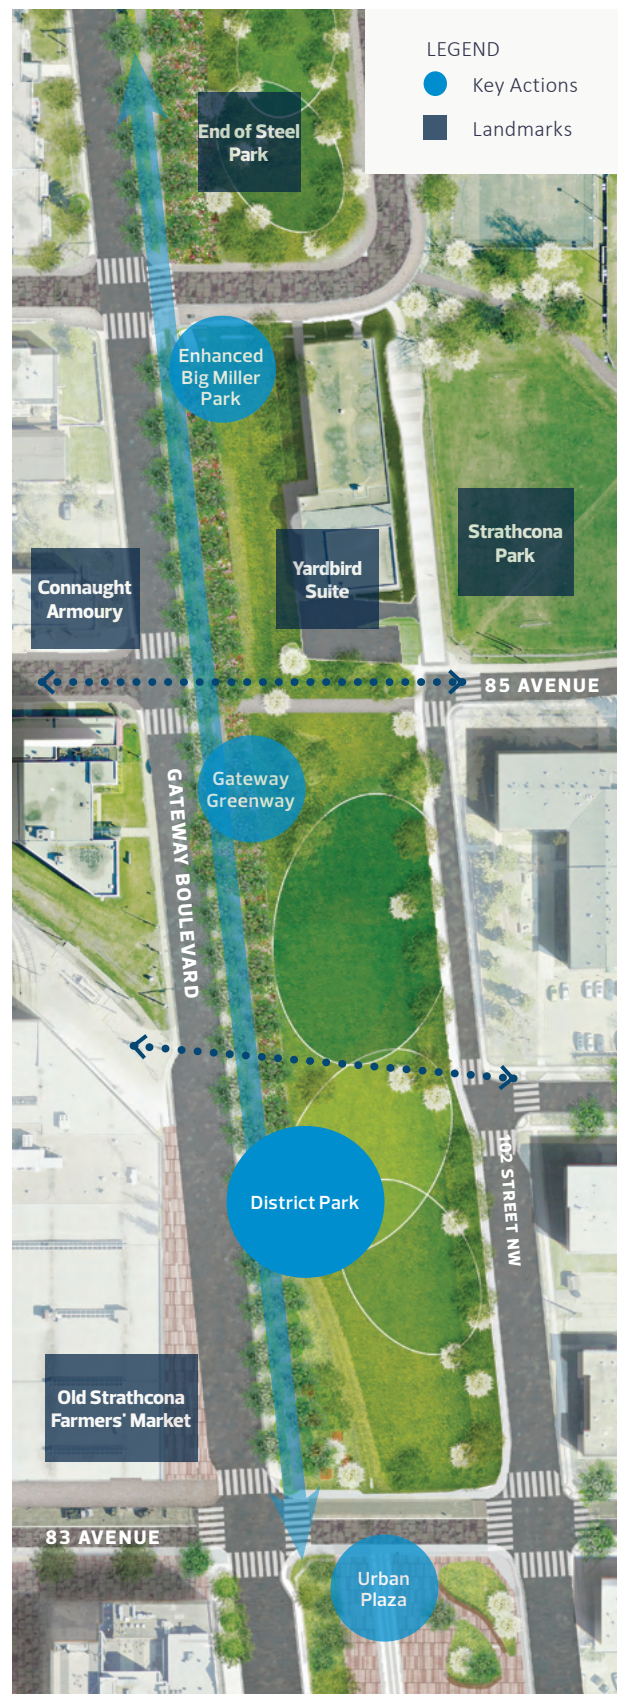 LEGEND
Key Actions
Landmarks
End of Steel
Park
Enhanced
Big Miller
Park
Strathcona
Park
Yardbird
Suite
Connaught
Armoury
85 AVENUE
Gateway
Greenway
GATEWAY BOULEVARD
102 STREET NW
District Park
Old Strathcona
Farmers' Market
83 AVENUE
Urban
Plaza